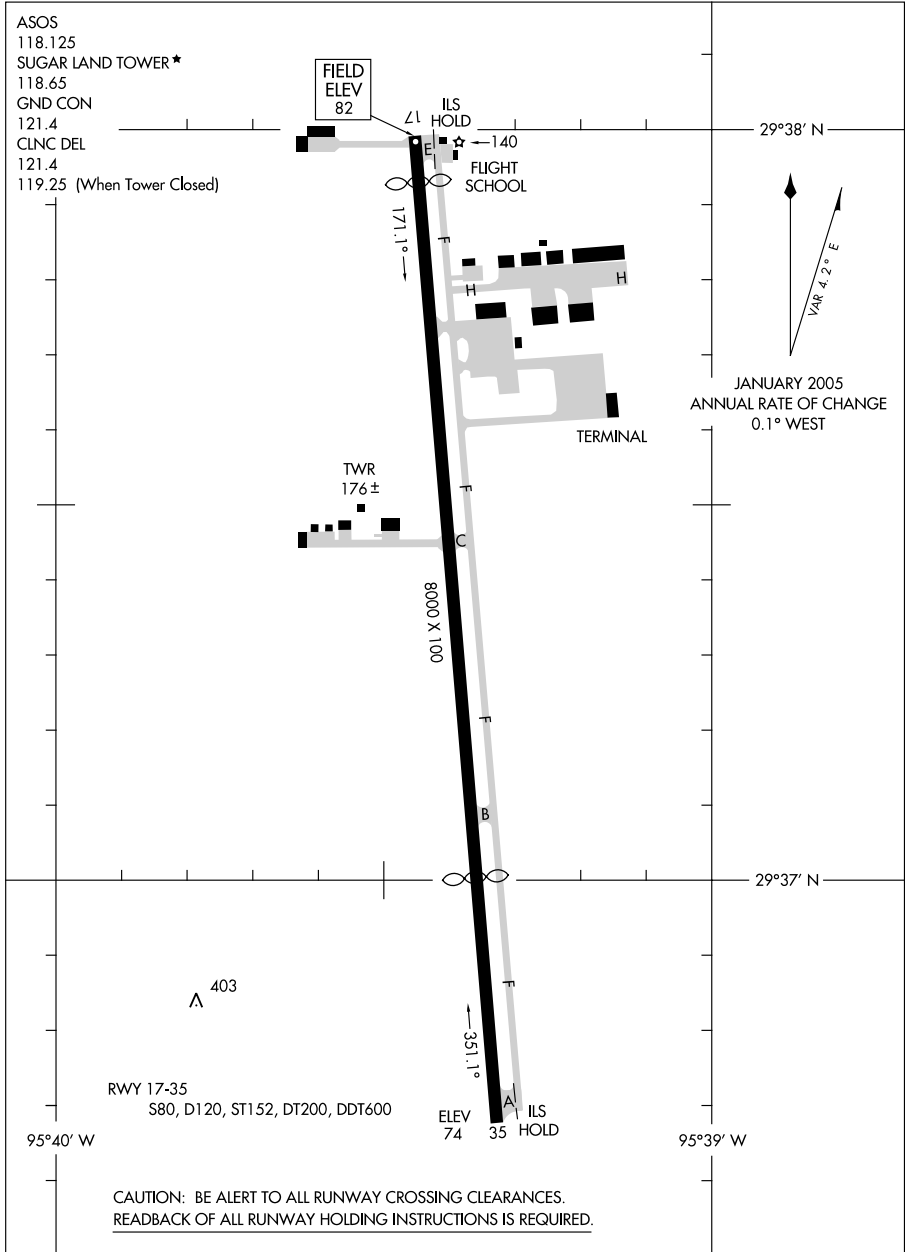 ASOS
118.125
SUGAR LAND TOWER★
118.65
GND CON
121.4
CLNC DEL
121.4
119.25 (When Tower Closed)
FIELD
ELEV
82
17
ILS
HOLD
E
140
FLIGHT
SCHOOL
29°38′ N
171.1°
F
H
H
VAR 4.2° E
JANUARY 2005
ANNUAL RATE OF CHANGE
0.1° WEST
TERMINAL
TWR
176 ±
F
C
8000 X 100
F
B
29°37′ N
403
F
351.1°
RWY 17-35
S80, D120, ST152, DT200, DDT600
A
ELEV
74
35
ILS
HOLD
95°40′ W
95°39′ W
CAUTION: BE ALERT TO ALL RUNWAY CROSSING CLEARANCES.
READBACK OF ALL RUNWAY HOLDING INSTRUCTIONS IS REQUIRED.